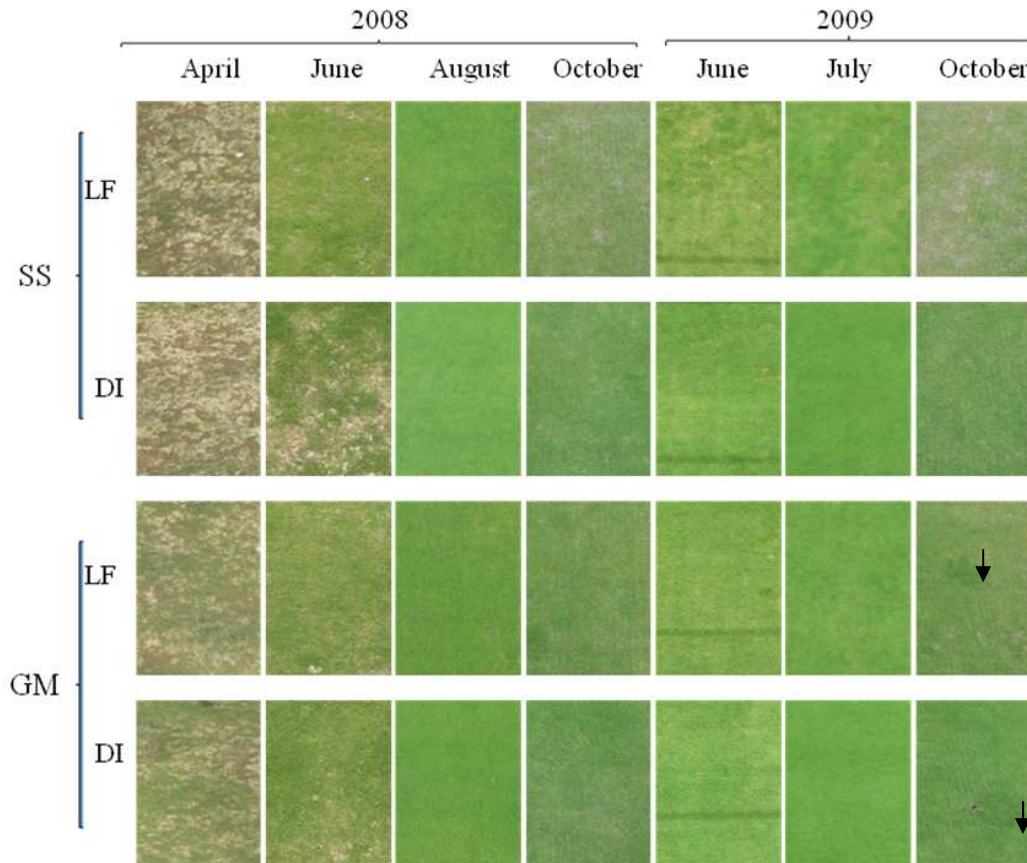 2008 2009
April June August October June July October
LF
SS
DI
LF
GM
DI